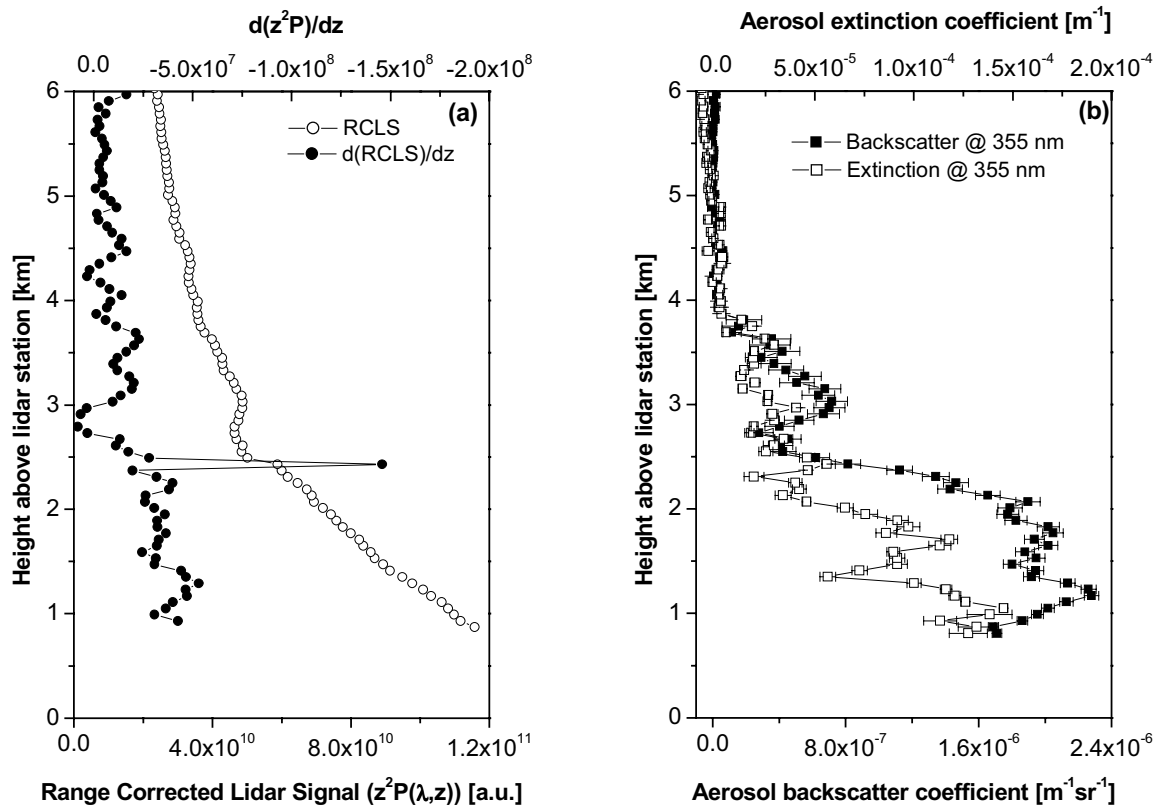 d(z²P)/dz
0.0 -5.0x10⁷ -1.0x10⁸ -1.5x10⁸ -2.0x10⁸
(a)
RCLS
d(RCLS)/dz
6
5
4
3
2
1
0
Height above lidar station [km]
0.0 4.0x10¹⁰ 8.0x10¹⁰ 1.2x10¹¹
Range Corrected Lidar Signal (z²P(λ,z)) [a.u.]
Aerosol extinction coefficient [m⁻¹]
0.0 5.0x10⁻⁵ 1.0x10⁻⁴ 1.5x10⁻⁴ 2.0x10⁻⁴
(b)
Backscatter @ 355 nm
Extinction @ 355 nm
6
5
4
3
2
1
0
Height above lidar station [km]
0.0 8.0x10⁻⁷ 1.6x10⁻⁶ 2.4x10⁻⁶
Aerosol backscatter coefficient [m⁻¹sr⁻¹]